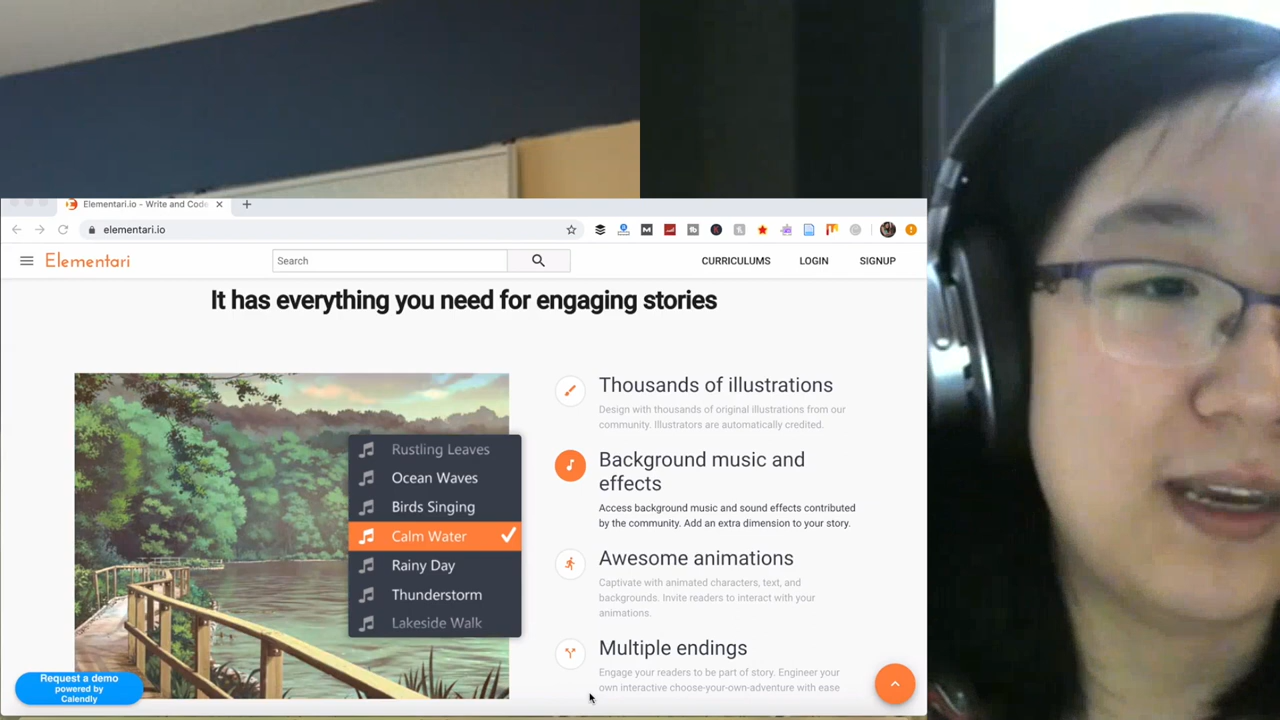 Elementari.io - Write and Code
elementari.io
Elementari
Search
CURRICULUMS
LOGIN
SIGNUP
It has everything you need for engaging stories
Rustling Leaves
Ocean Waves
Birds Singing
Calm Water
Rainy Day
Thunderstorm
Lakeside Walk
Thousands of illustrations
Design with thousands of original illustrations from our
community. Illustrators are automatically credited.
Background music and
effects
Access background music and sound effects contributed
by the community. Add an extra dimension to your story.
Awesome animations
Captivate with animated characters, text, and
backgrounds. Invite readers to interact with your
animations.
Multiple endings
Engage your readers to be part of story. Engineer your
own interactive choose-your-own-adventure with ease
Request a demo
powered by
Calendly